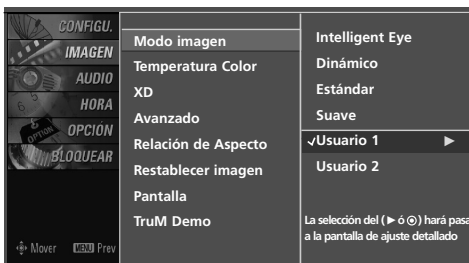 CONFIGU.
IMAGEN
AUDIO
HORA
OPCIÓN
BLOQUEAR
Mover MENU Prev
Modo imagen
Temperatura Color
XD
Avanzado
Relación de Aspecto
Restablecer imagen
Pantalla
TruM Demo
Intelligent Eye
Dinámico
Estándar
Suave
✓Usuario 1 ►
Usuario 2
La selección del (► ó ◉) hará pasa
a la pantalla de ajuste detallado